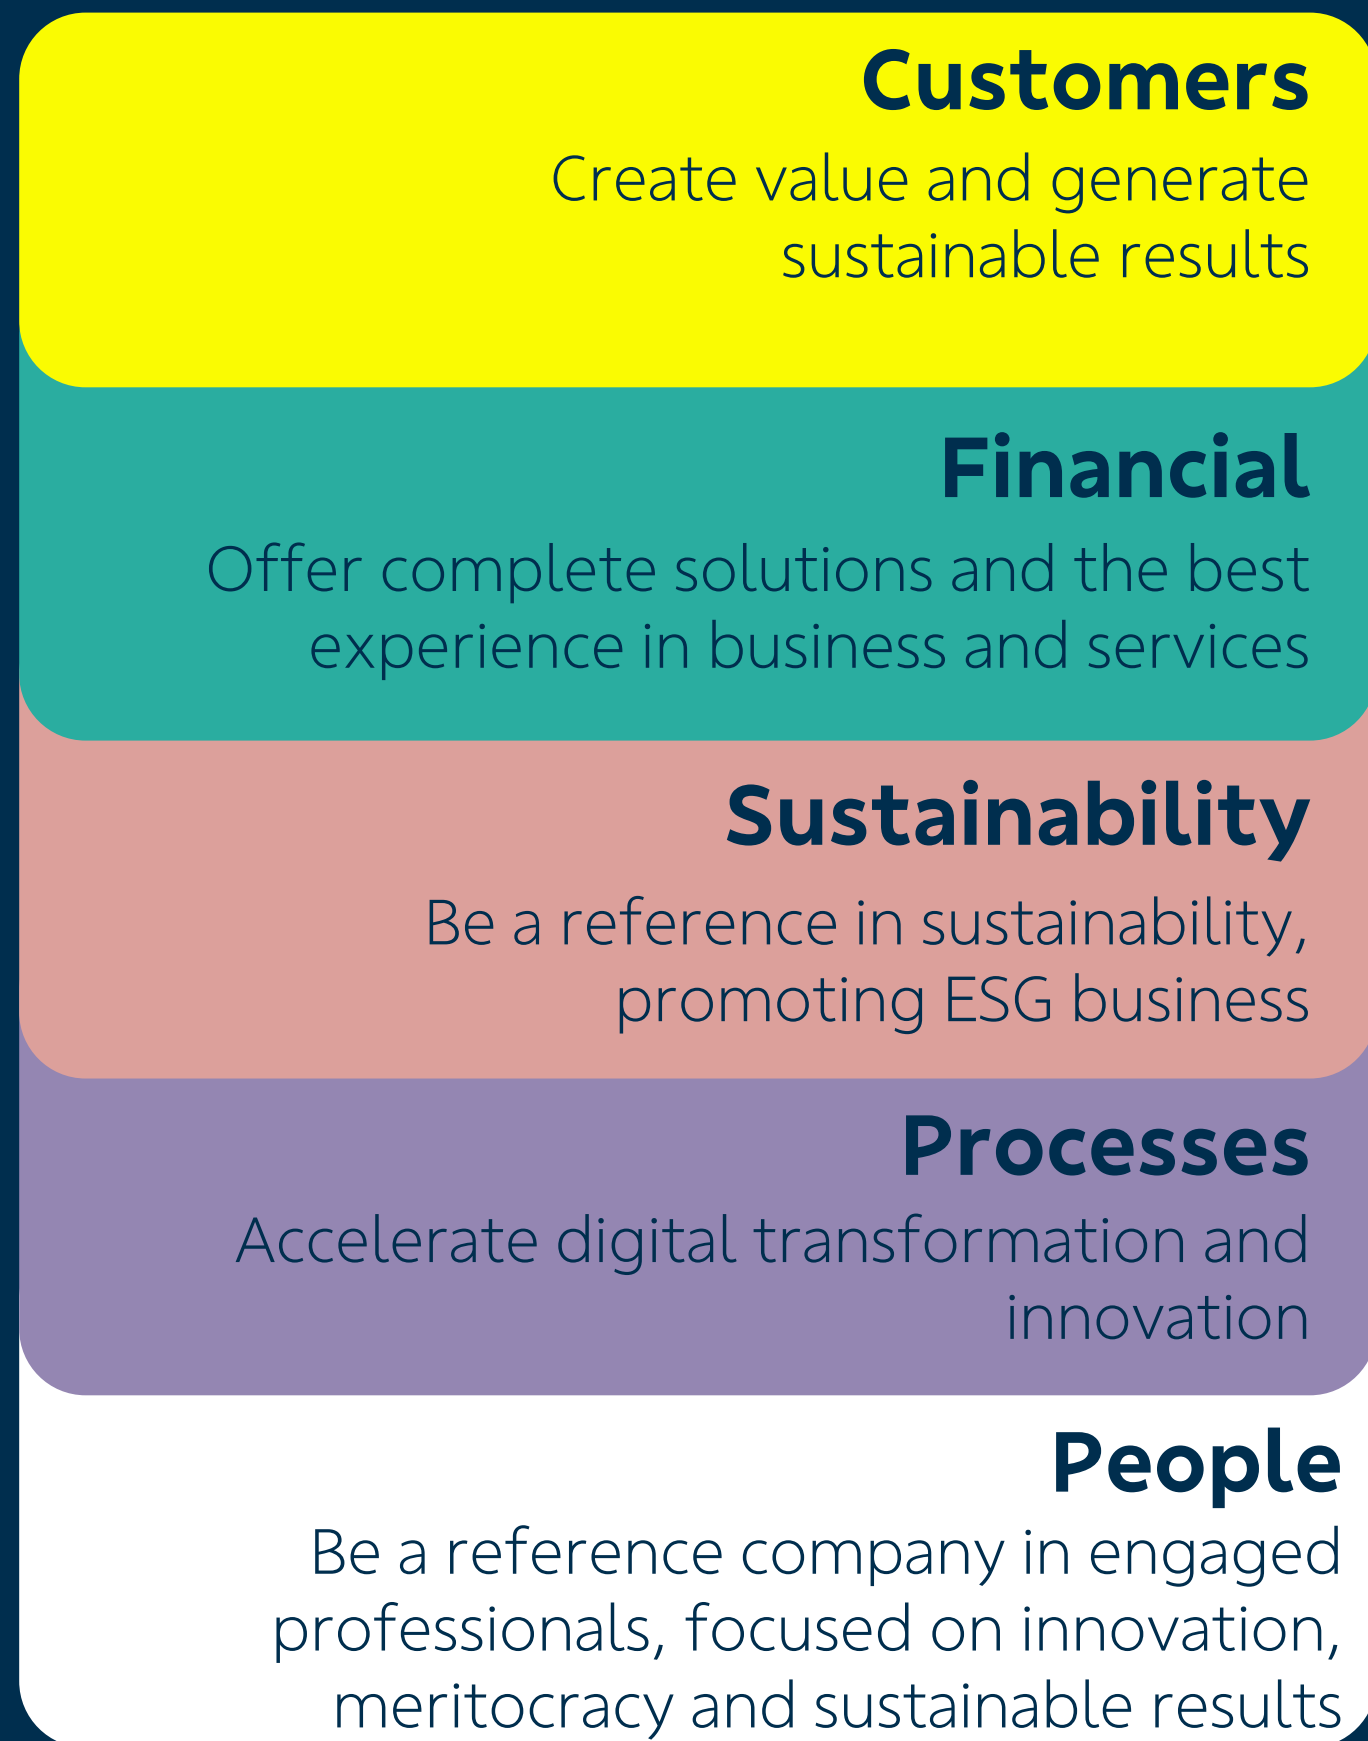 Customers
Create value and generate
sustainable results
Financial
Offer complete solutions and the best
experience in business and services
Sustainability
Be a reference in sustainability,
promoting ESG business
Processes
Accelerate digital transformation and
innovation
People
Be a reference company in engaged
professionals, focused on innovation,
meritocracy and sustainable results